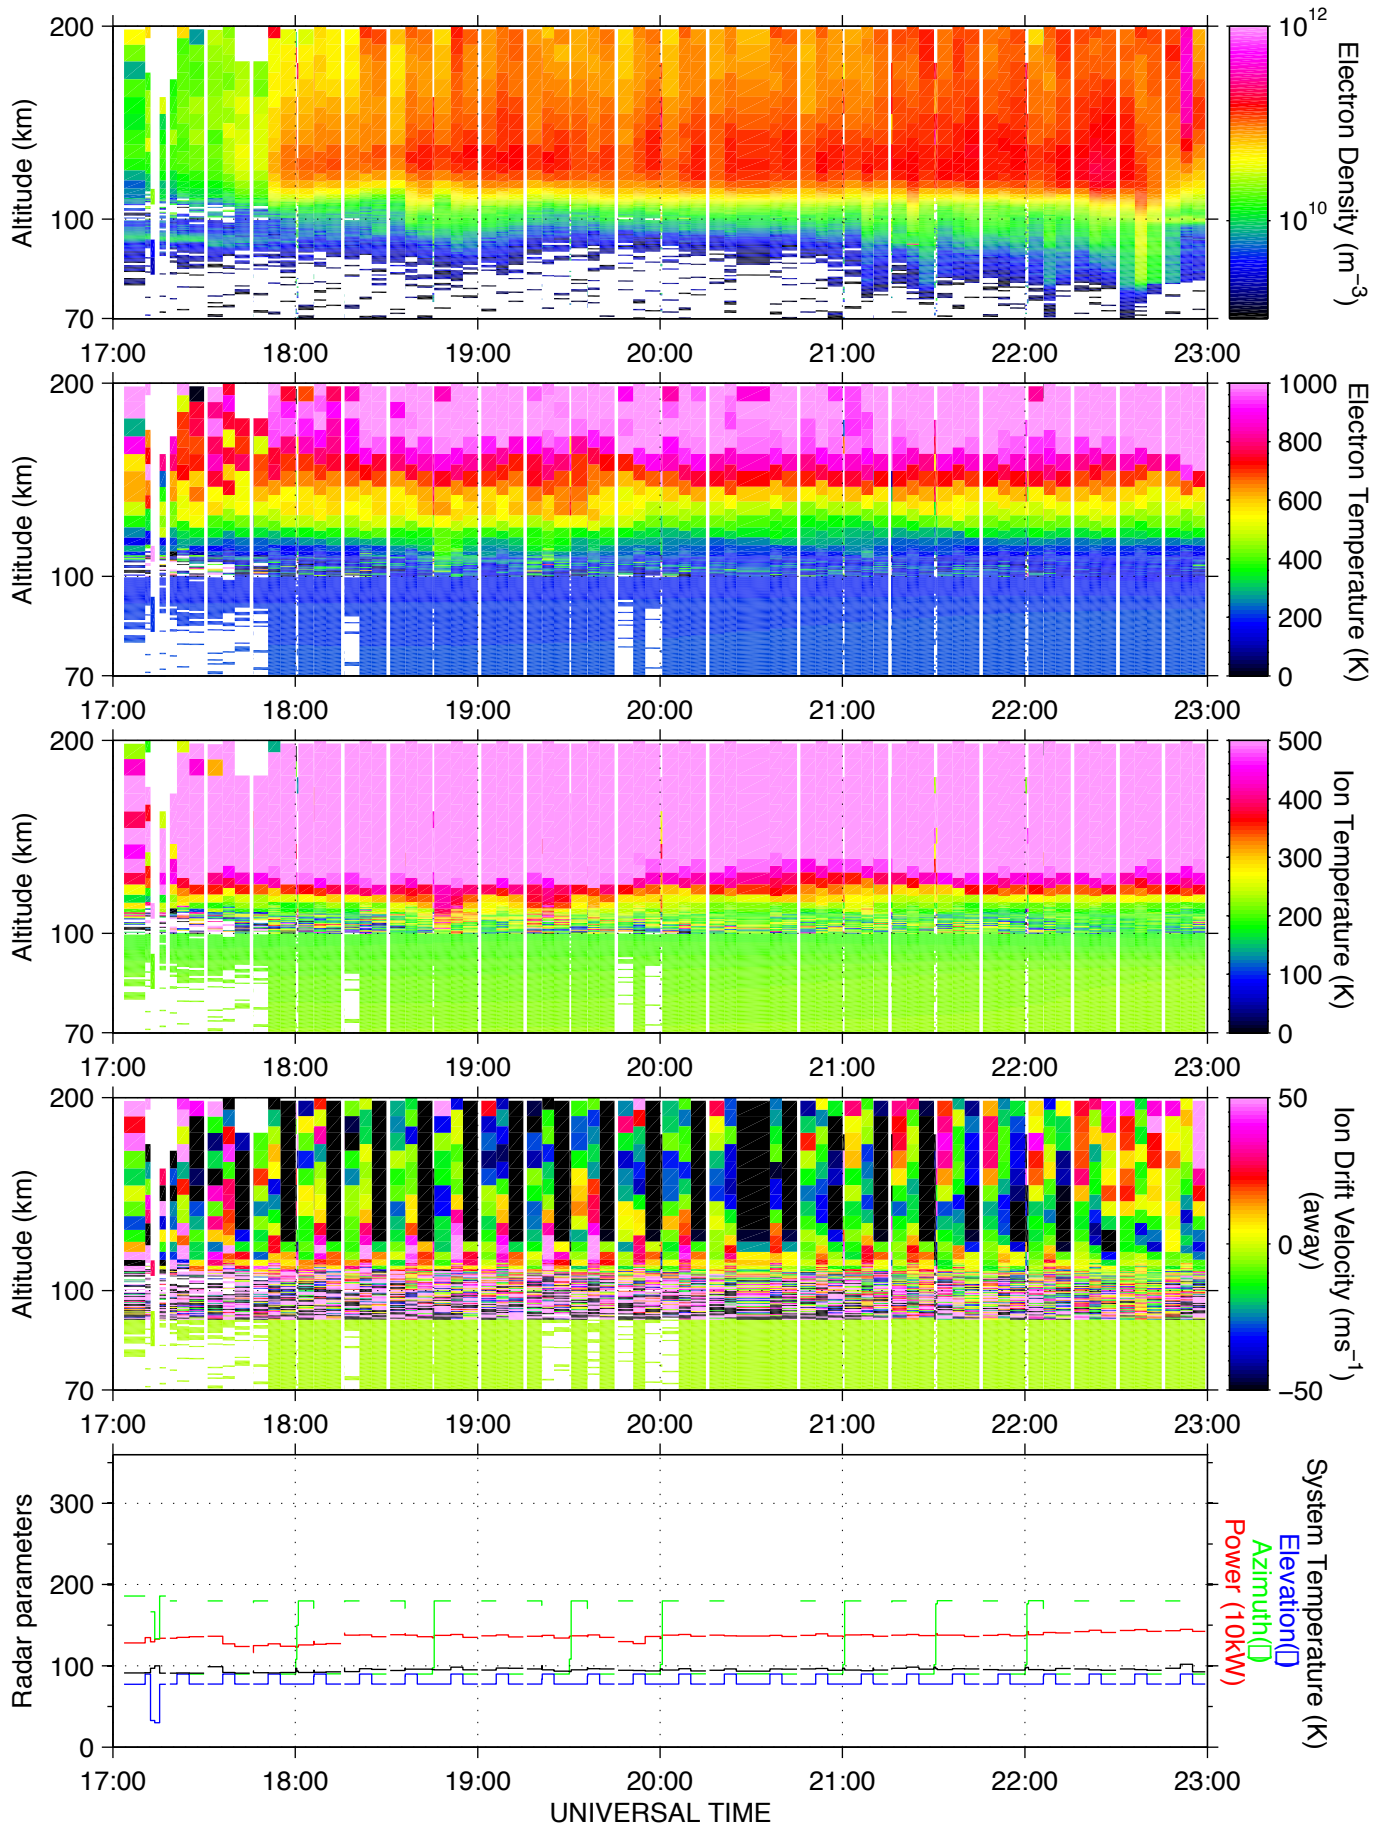 200
100
70
Altitude (km)
17:00 18:00 19:00 20:00 21:00 22:00 23:00
10^12
10^10
Electron Density (m^−3)
200
100
70
Altitude (km)
17:00 18:00 19:00 20:00 21:00 22:00 23:00
1000
800
600
400
200
0
Electron Temperature (K)
200
100
70
Altitude (km)
17:00 18:00 19:00 20:00 21:00 22:00 23:00
500
400
300
200
100
0
Ion Temperature (K)
200
100
70
Altitude (km)
17:00 18:00 19:00 20:00 21:00 22:00 23:00
50
0
−50
Ion Drift Velocity (ms^−1)
(away)
300
200
100
0
Radar parameters
17:00 18:00 19:00 20:00 21:00 22:00 23:00
System Temperature (K)
Elevation(▯)
Azimuth(▯)
Power (10kW)
UNIVERSAL TIME